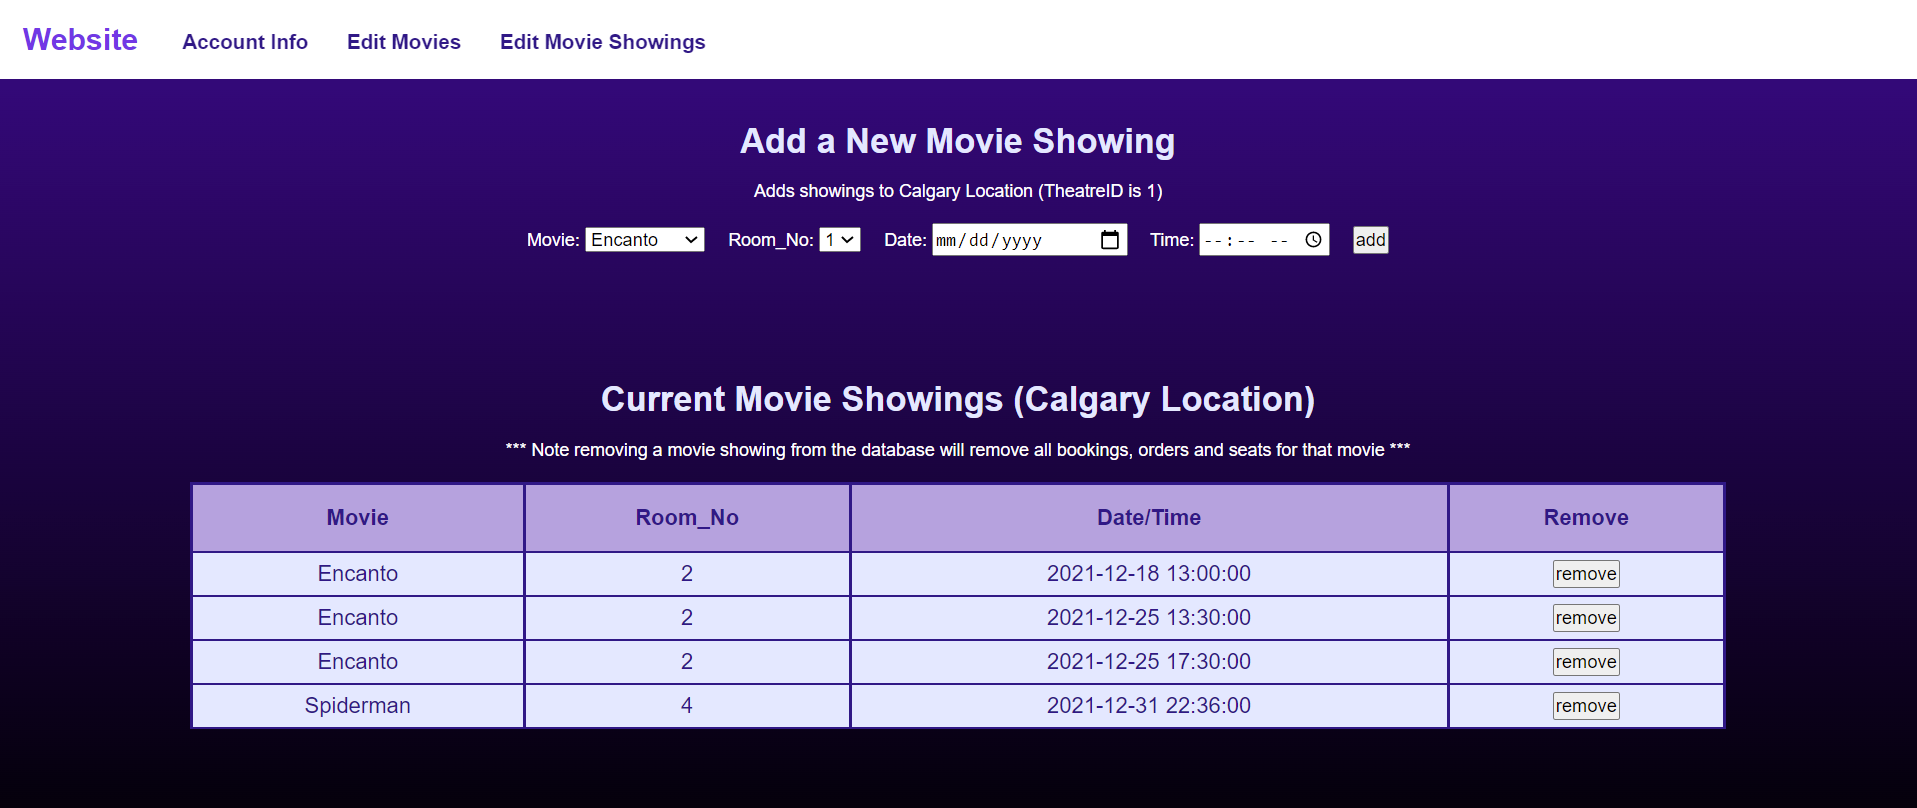 Website Account Info Edit Movies Edit Movie Showings
Add a New Movie Showing
Adds showings to Calgary Location (TheatreID is 1)
Movie: Encanto Room_No: 1 Date: mm/dd/yyyy Time: --:-- -- add
Current Movie Showings (Calgary Location)
*** Note removing a movie showing from the database will remove all bookings, orders and seats for that movie ***
Movie Room_No Date/Time Remove
Encanto 2 2021-12-18 13:00:00 remove
Encanto 2 2021-12-25 13:30:00 remove
Encanto 2 2021-12-25 17:30:00 remove
Spiderman 4 2021-12-31 22:36:00 remove